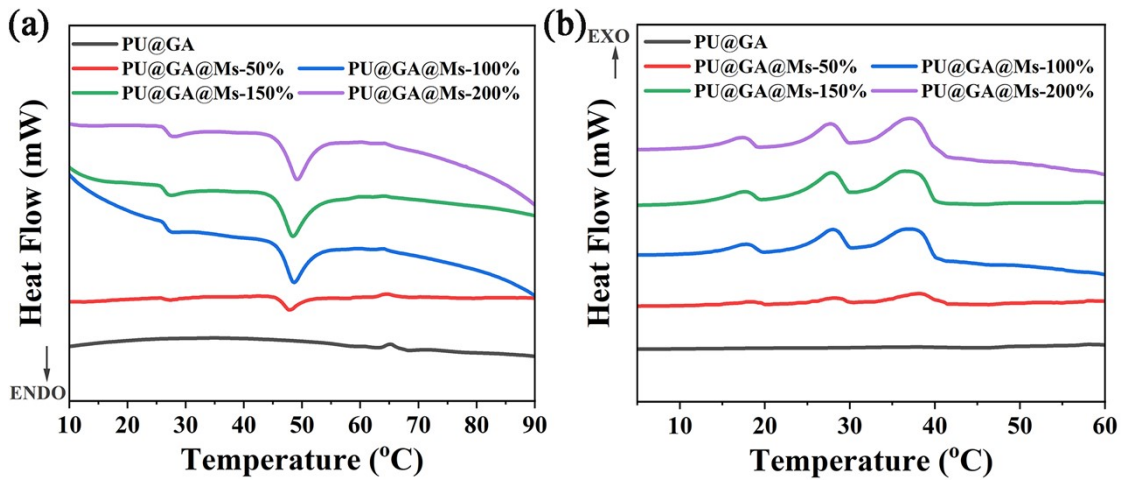 (a)
PU@GA
PU@GA@Ms-50% PU@GA@Ms-100%
PU@GA@Ms-150% PU@GA@Ms-200%
Heat Flow (mW)
ENDO
10 20 30 40 50 60 70 80 90
Temperature (°C)
(b)
EXO
PU@GA
PU@GA@Ms-50% PU@GA@Ms-100%
PU@GA@Ms-150% PU@GA@Ms-200%
Heat Flow (mW)
10 20 30 40 50 60
Temperature (°C)